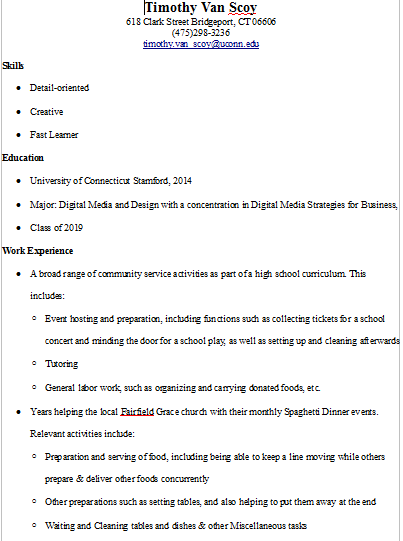 Timothy Van Scoy
618 Clark Street Bridgeport, CT 06606
(475)298-3236
timothy.van_scoy@uconn.edu
Skills
• Detail-oriented
• Creative
• Fast Learner
Education
• University of Connecticut Stamford, 2014
• Major: Digital Media and Design with a concentration in Digital Media Strategies for Business,
• Class of 2019
Work Experience
• A broad range of community service activities as part of a high school curriculum. This
includes:
○ Event hosting and preparation, including functions such as collecting tickets for a school
concert and minding the door for a school play, as well as setting up and cleaning afterwards
○ Tutoring
○ General labor work, such as organizing and carrying donated foods, etc.
• Years helping the local Fairfield Grace church with their monthly Spaghetti Dinner events.
Relevant activities include:
○ Preparation and serving of food, including being able to keep a line moving while others
prepare & deliver other foods concurrently
○ Other preparations such as setting tables, and also helping to put them away at the end
○ Waiting and Cleaning tables and dishes & other Miscellaneous tasks